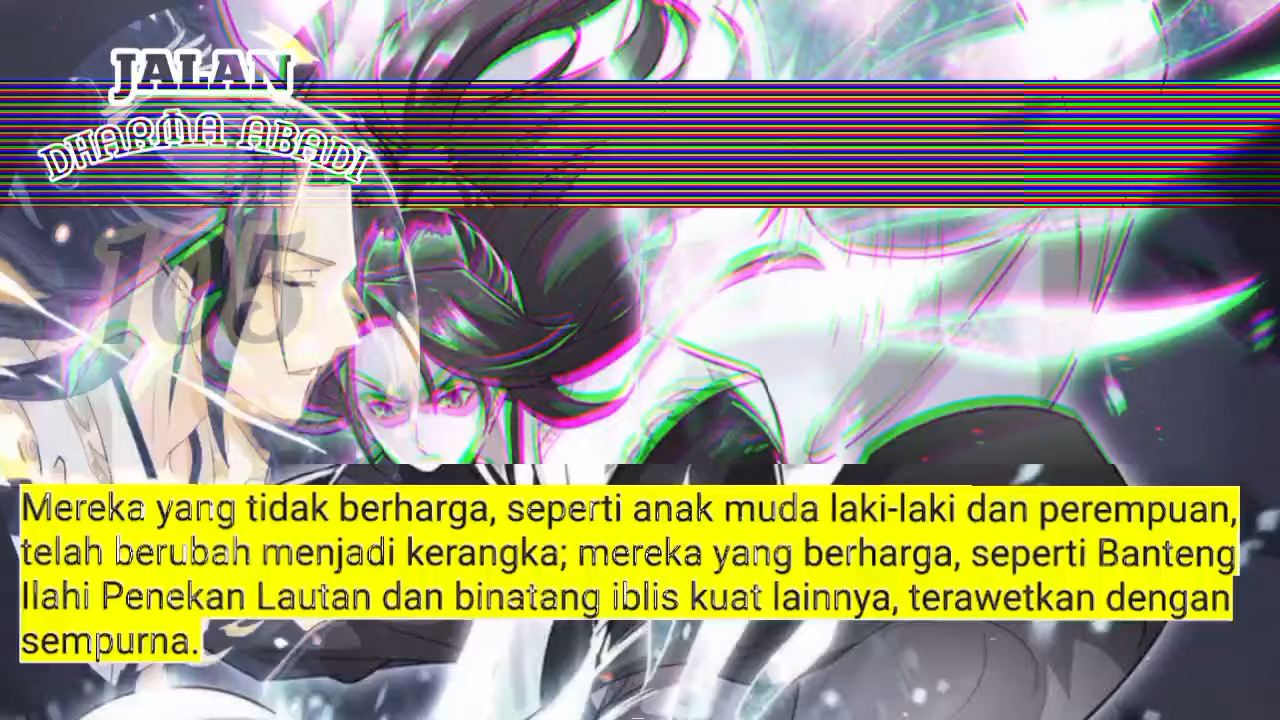 JALAN
DHARMA ABADI
105
Mereka yang tidak berharga, seperti anak muda laki-laki dan perempuan,
telah berubah menjadi kerangka; mereka yang berharga, seperti Banteng
Ilahi Penekan Lautan dan binatang iblis kuat lainnya, terawetkan dengan
sempurna.